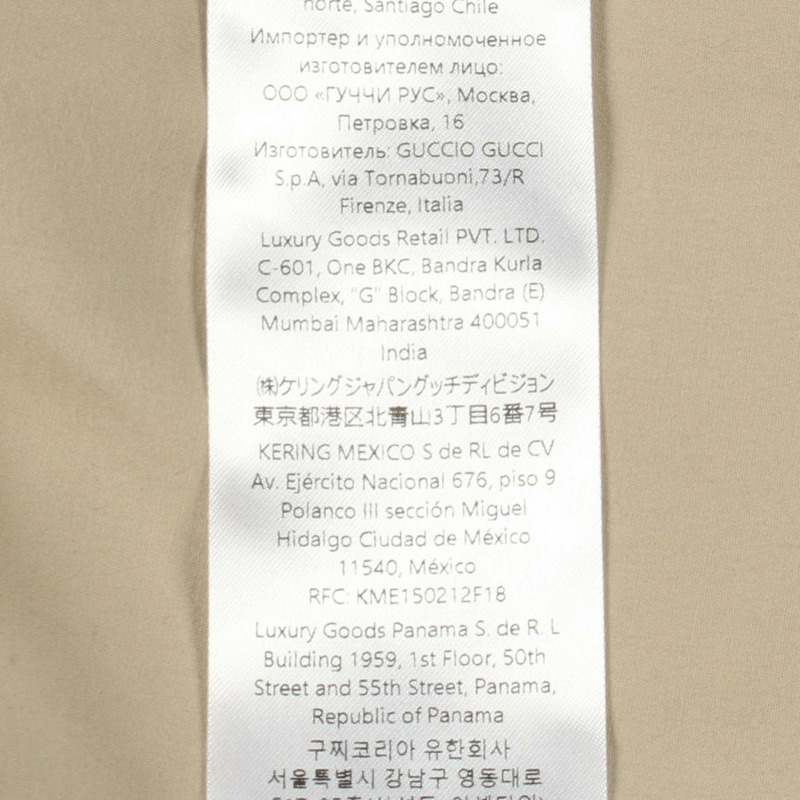 norte, Santiago Chile
Импортер и уполномоченное
изготовителем лицо:
ООО «ГУЧЧИ РУС», Москва,
Петровка, 16
Изготовитель: GUCCIO GUCCI
S.p.A, via Tornabuoni,73/R
Firenze, Italia
Luxury Goods Retail PVT. LTD.
C-601, One BKC, Bandra Kurla
Complex, "G" Block, Bandra (E)
Mumbai Maharashtra 400051
India
㈱ケリングジャパングッチディビジョン
東京都港区北青山3丁目6番7号
KERING MEXICO S de RL de CV
Av. Ejército Nacional 676, piso 9
Polanco III sección Miguel
Hidalgo Ciudad de México
11540, México
RFC: KME150212F18
Luxury Goods Panama S. de R. L
Building 1959, 1st Floor, 50th
Street and 55th Street, Panama,
Republic of Panama
구찌코리아 유한회사
서울특별시 강남구 영동대로